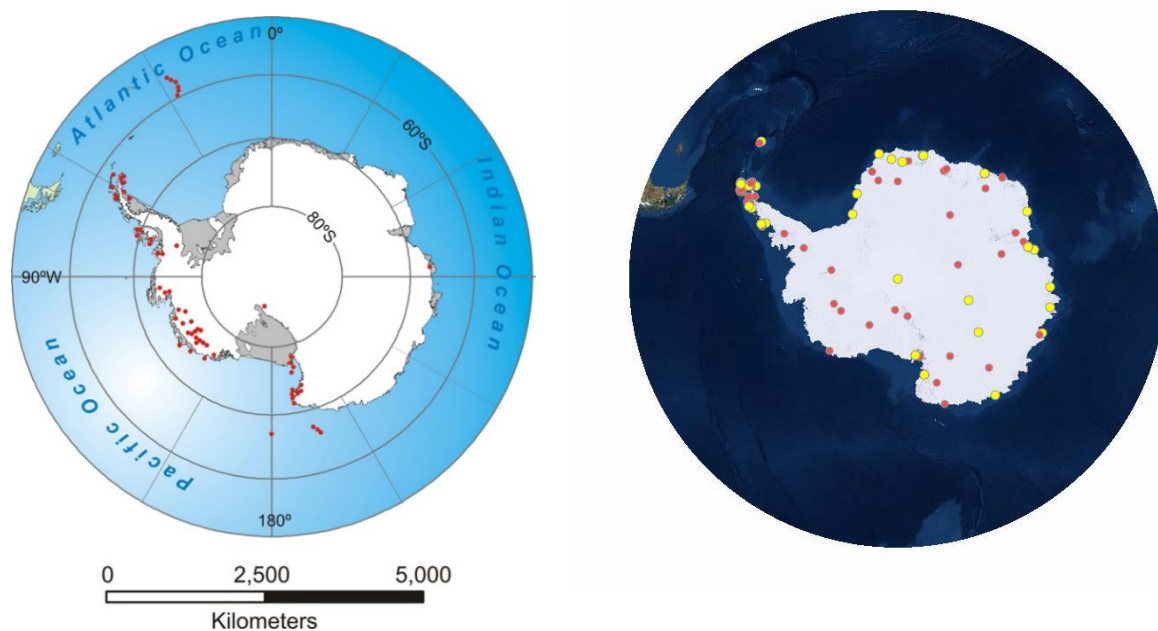 Atlantic Ocean
0º
60ºS
Indian Ocean
80ºS
90ºW
Pacific Ocean
180º
0 2,500 5,000
Kilometers